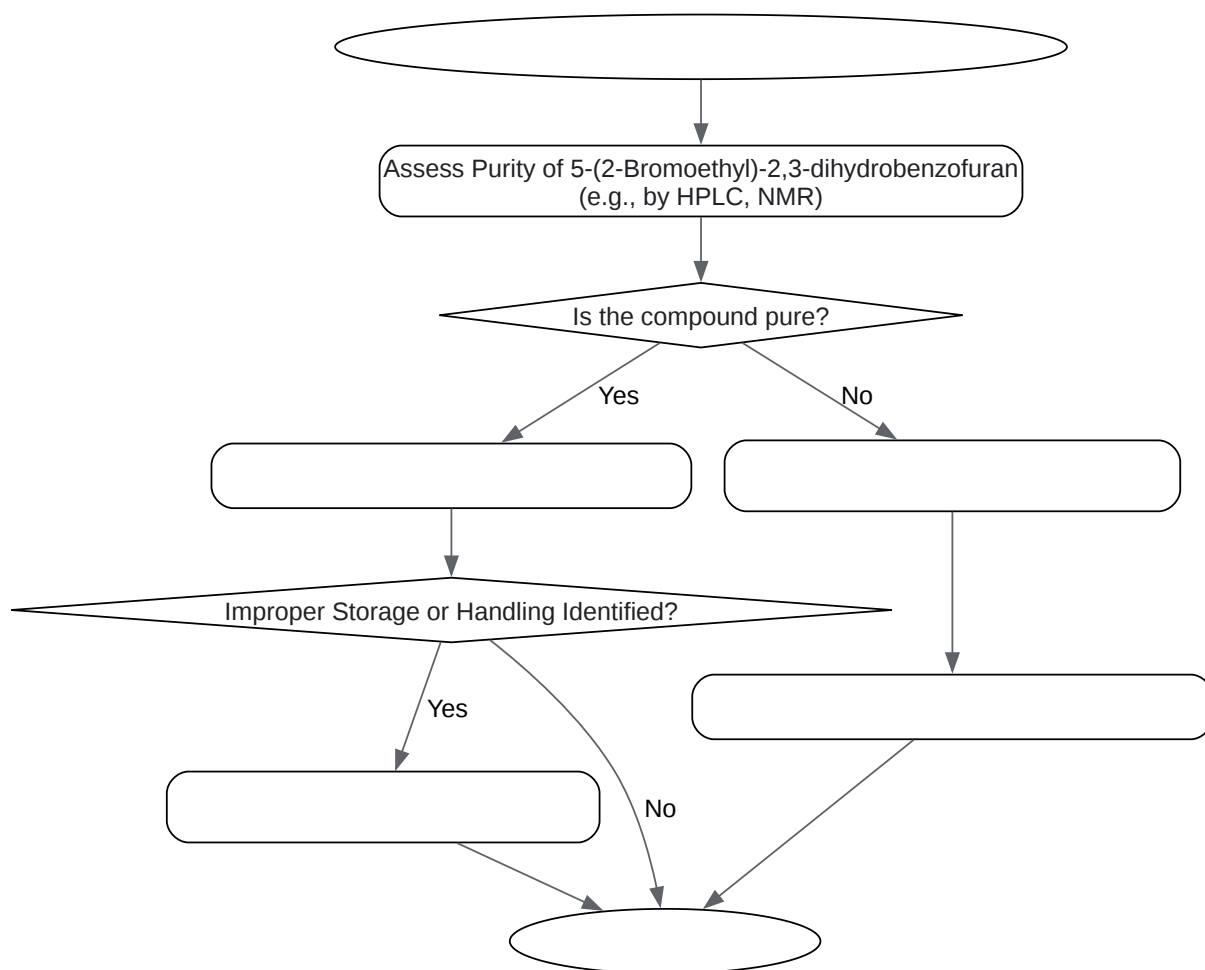 Assess Purity of 5-(2-Bromoethyl)-2,3-dihydrobenzofuran
(e.g., by HPLC, NMR)
Is the compound pure?
Yes
No
Improper Storage or Handling Identified?
Yes
No